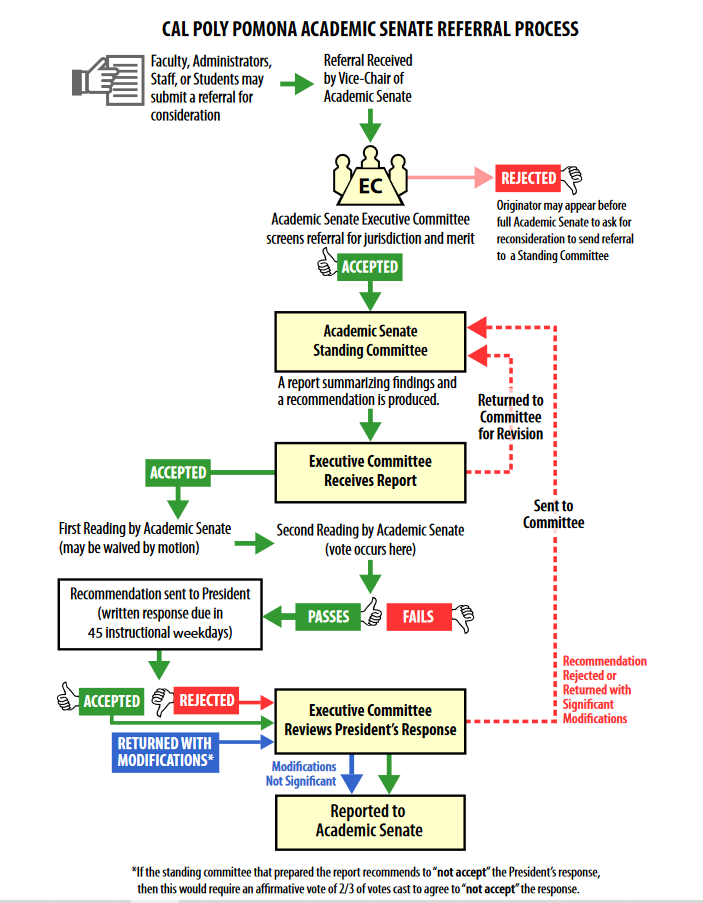 CAL POLY POMONA ACADEMIC SENATE REFERRAL PROCESS
Faculty, Administrators,
Staff, or Students may
submit a referral for
consideration
Referral Received
by Vice-Chair of
Academic Senate
EC
REJECTED
Academic Senate Executive Committee
screens referral for jurisdiction and merit
Originator may appear before
full Academic Senate to ask for
reconsideration to send referral
to a Standing Committee
ACCEPTED
Academic Senate
Standing Committee
A report summarizing findings and
a recommendation is produced.
Returned to
Committee
for Revision
Executive Committee
Receives Report
ACCEPTED
Sent to
Committee
First Reading by Academic Senate
(may be waived by motion)
Second Reading by Academic Senate
(vote occurs here)
Recommendation sent to President
(written response due in
45 instructional weekdays)
PASSES
FAILS
Recommendation
Rejected or
Returned with
Significant
Modifications
ACCEPTED
REJECTED
RETURNED WITH
MODIFICATIONS*
Executive Committee
Reviews President's Response
Modifications
Not Significant
Reported to
Academic Senate
*If the standing committee that prepared the report recommends to "not accept" the President's response,
then this would require an affirmative vote of 2/3 of votes cast to agree to "not accept" the response.